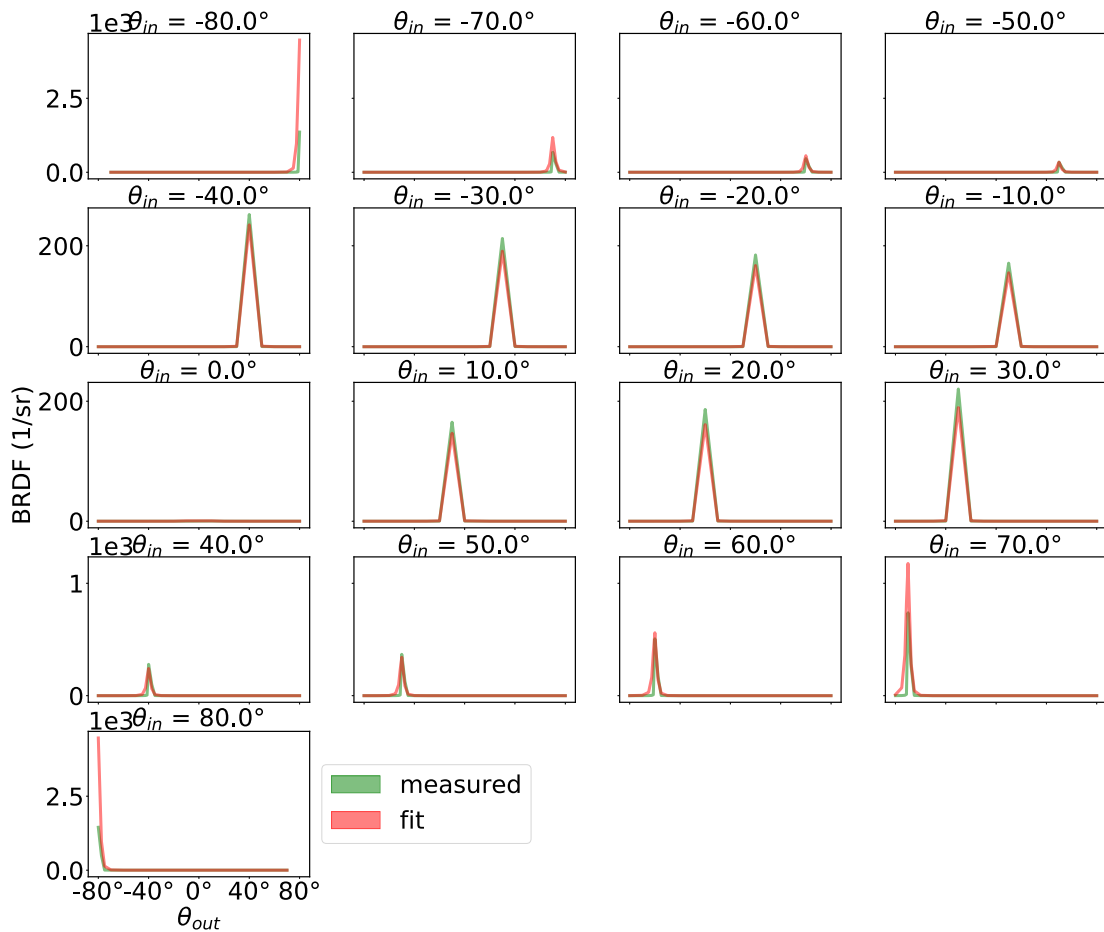 1e3
θin = -80.0° θin = -70.0° θin = -60.0° θin = -50.0°
2.5
0.0
θin = -40.0° θin = -30.0° θin = -20.0° θin = -10.0°
200
0
θin = 0.0° θin = 10.0° θin = 20.0° θin = 30.0°
200
0
BRDF (1/sr)
1e3
θin = 40.0° θin = 50.0° θin = 60.0° θin = 70.0°
1
0
1e3
θin = 80.0°
2.5
0.0
-80° -40° 0° 40° 80°
θout
measured
fit